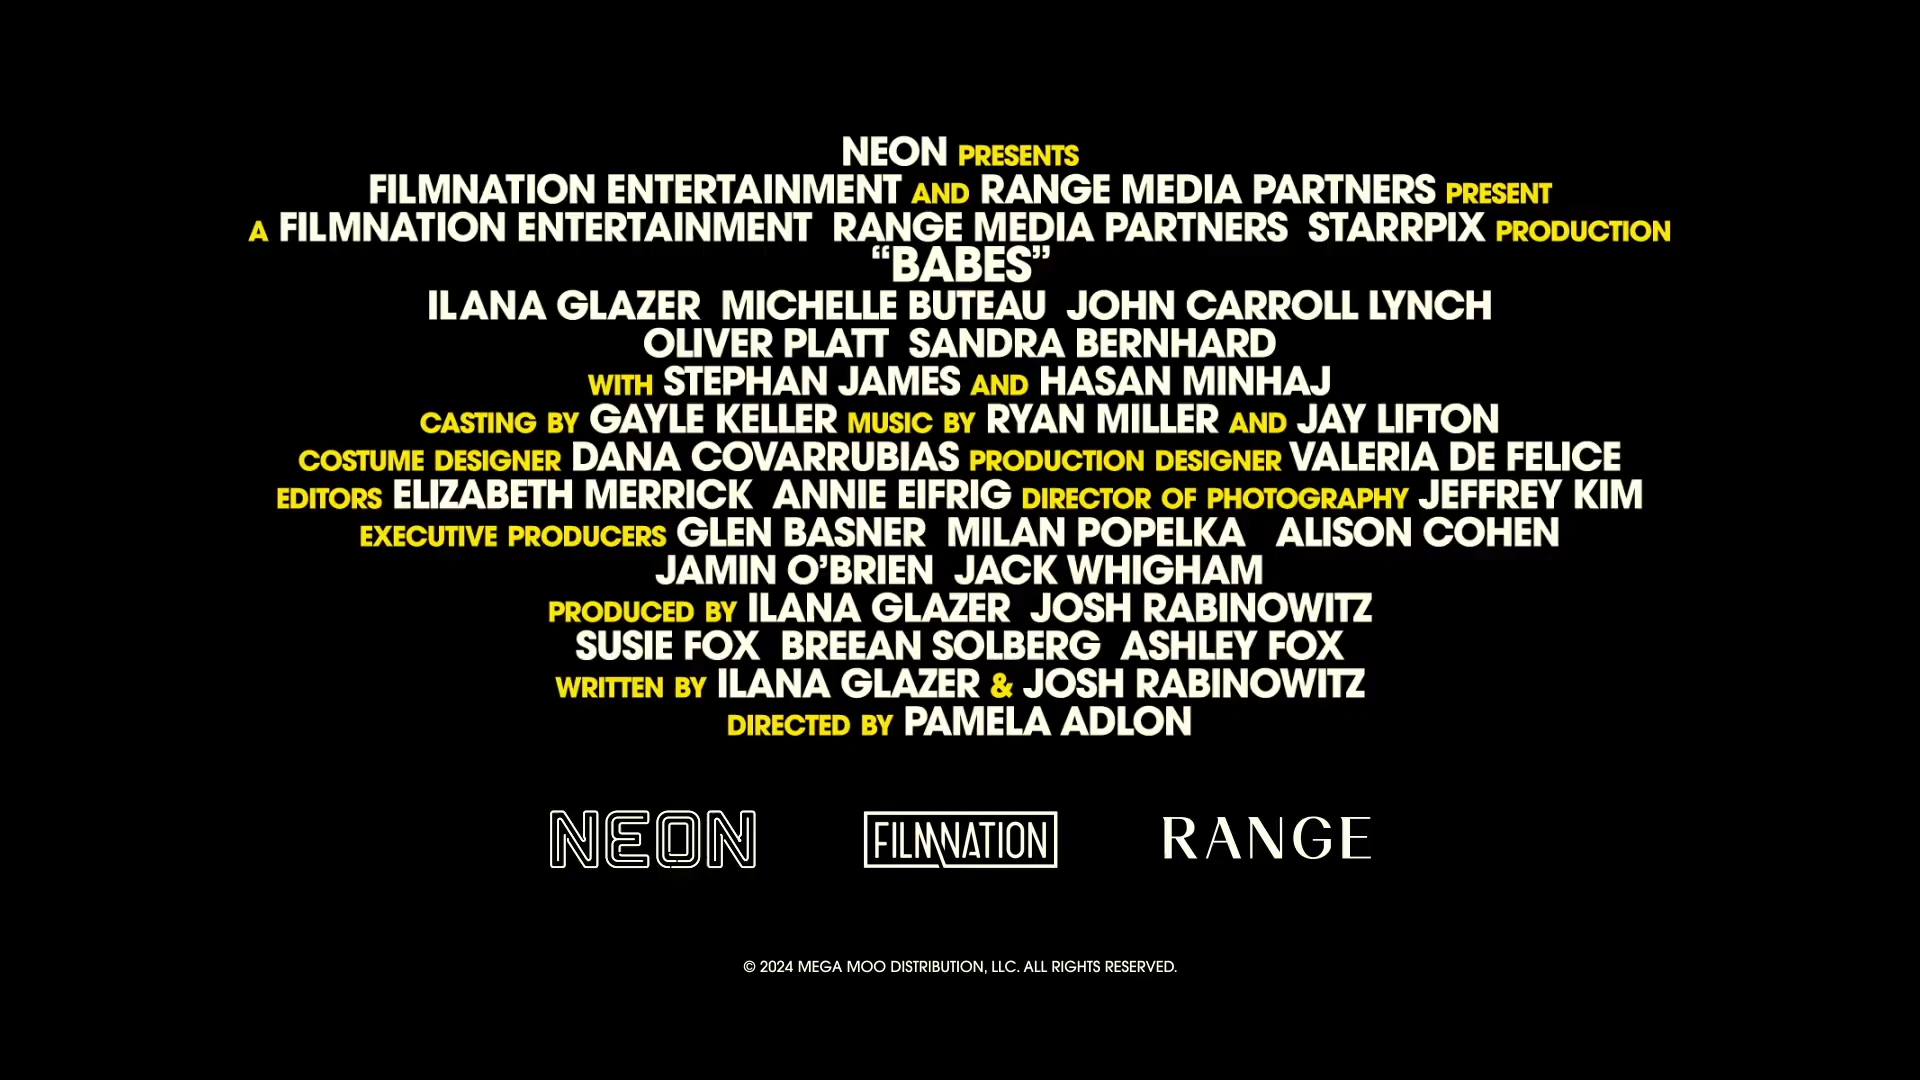 NEON PRESENTS
FILMNATION ENTERTAINMENT AND RANGE MEDIA PARTNERS PRESENT
A FILMNATION ENTERTAINMENT RANGE MEDIA PARTNERS STARRPIX PRODUCTION
“BABES”
ILANA GLAZER MICHELLE BUTEAU JOHN CARROLL LYNCH
OLIVER PLATT SANDRA BERNHARD
WITH STEPHAN JAMES AND HASAN MINHAJ
CASTING BY GAYLE KELLER MUSIC BY RYAN MILLER AND JAY LIFTON
COSTUME DESIGNER DANA COVARRUBIAS PRODUCTION DESIGNER VALERIA DE FELICE
EDITORS ELIZABETH MERRICK ANNIE EIFRIG DIRECTOR OF PHOTOGRAPHY JEFFREY KIM
EXECUTIVE PRODUCERS GLEN BASNER MILAN POPELKA ALISON COHEN
JAMIN O’BRIEN JACK WHIGHAM
PRODUCED BY ILANA GLAZER JOSH RABINOWITZ
SUSIE FOX BREEAN SOLBERG ASHLEY FOX
WRITTEN BY ILANA GLAZER & JOSH RABINOWITZ
DIRECTED BY PAMELA ADLON
NEON FILMNATION RANGE
© 2024 MEGA MOO DISTRIBUTION, LLC. ALL RIGHTS RESERVED.